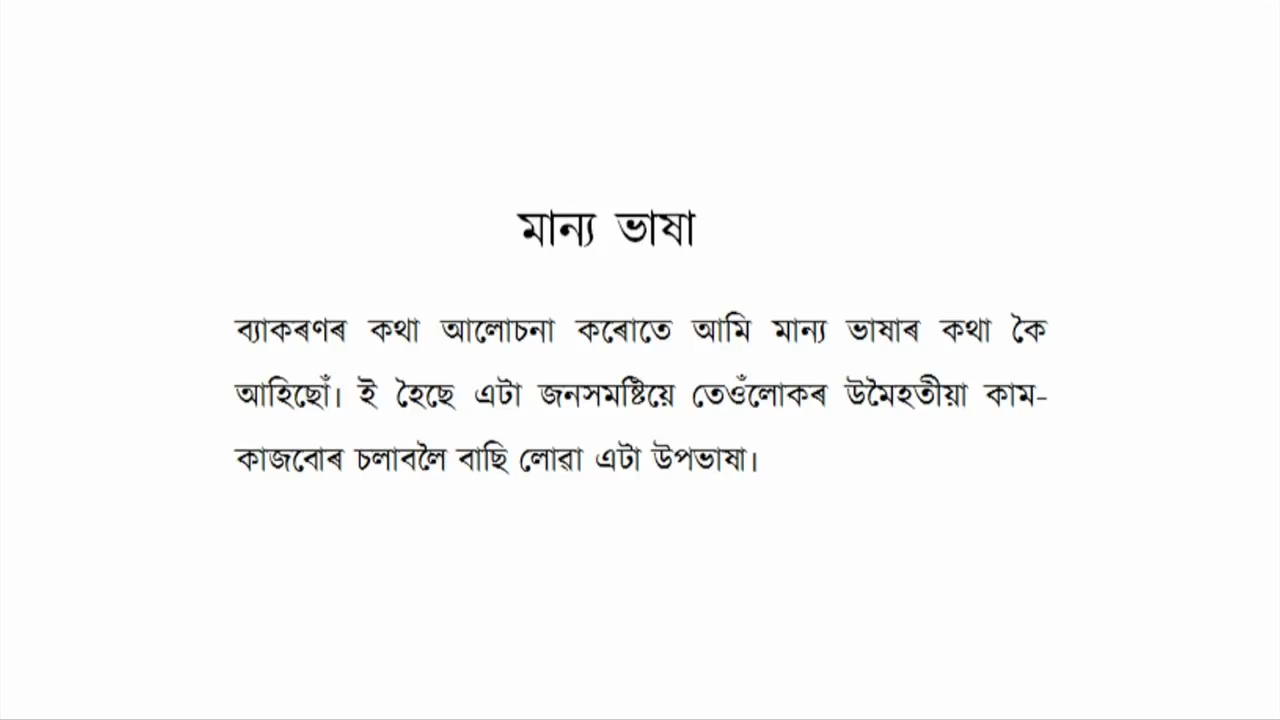 মান্য ভাষা
ব্যাকৰণৰ কথা আলোচনা কৰোতে আমি মান্য ভাষাৰ কথা কৈ
আহিছোঁ। ই হৈছে এটা জনসমষ্টিয়ে তেওঁলোকৰ উমৈহতীয়া কাম-
কাজবোৰ চলাবলৈ বাছি লোৱা এটা উপভাষা।